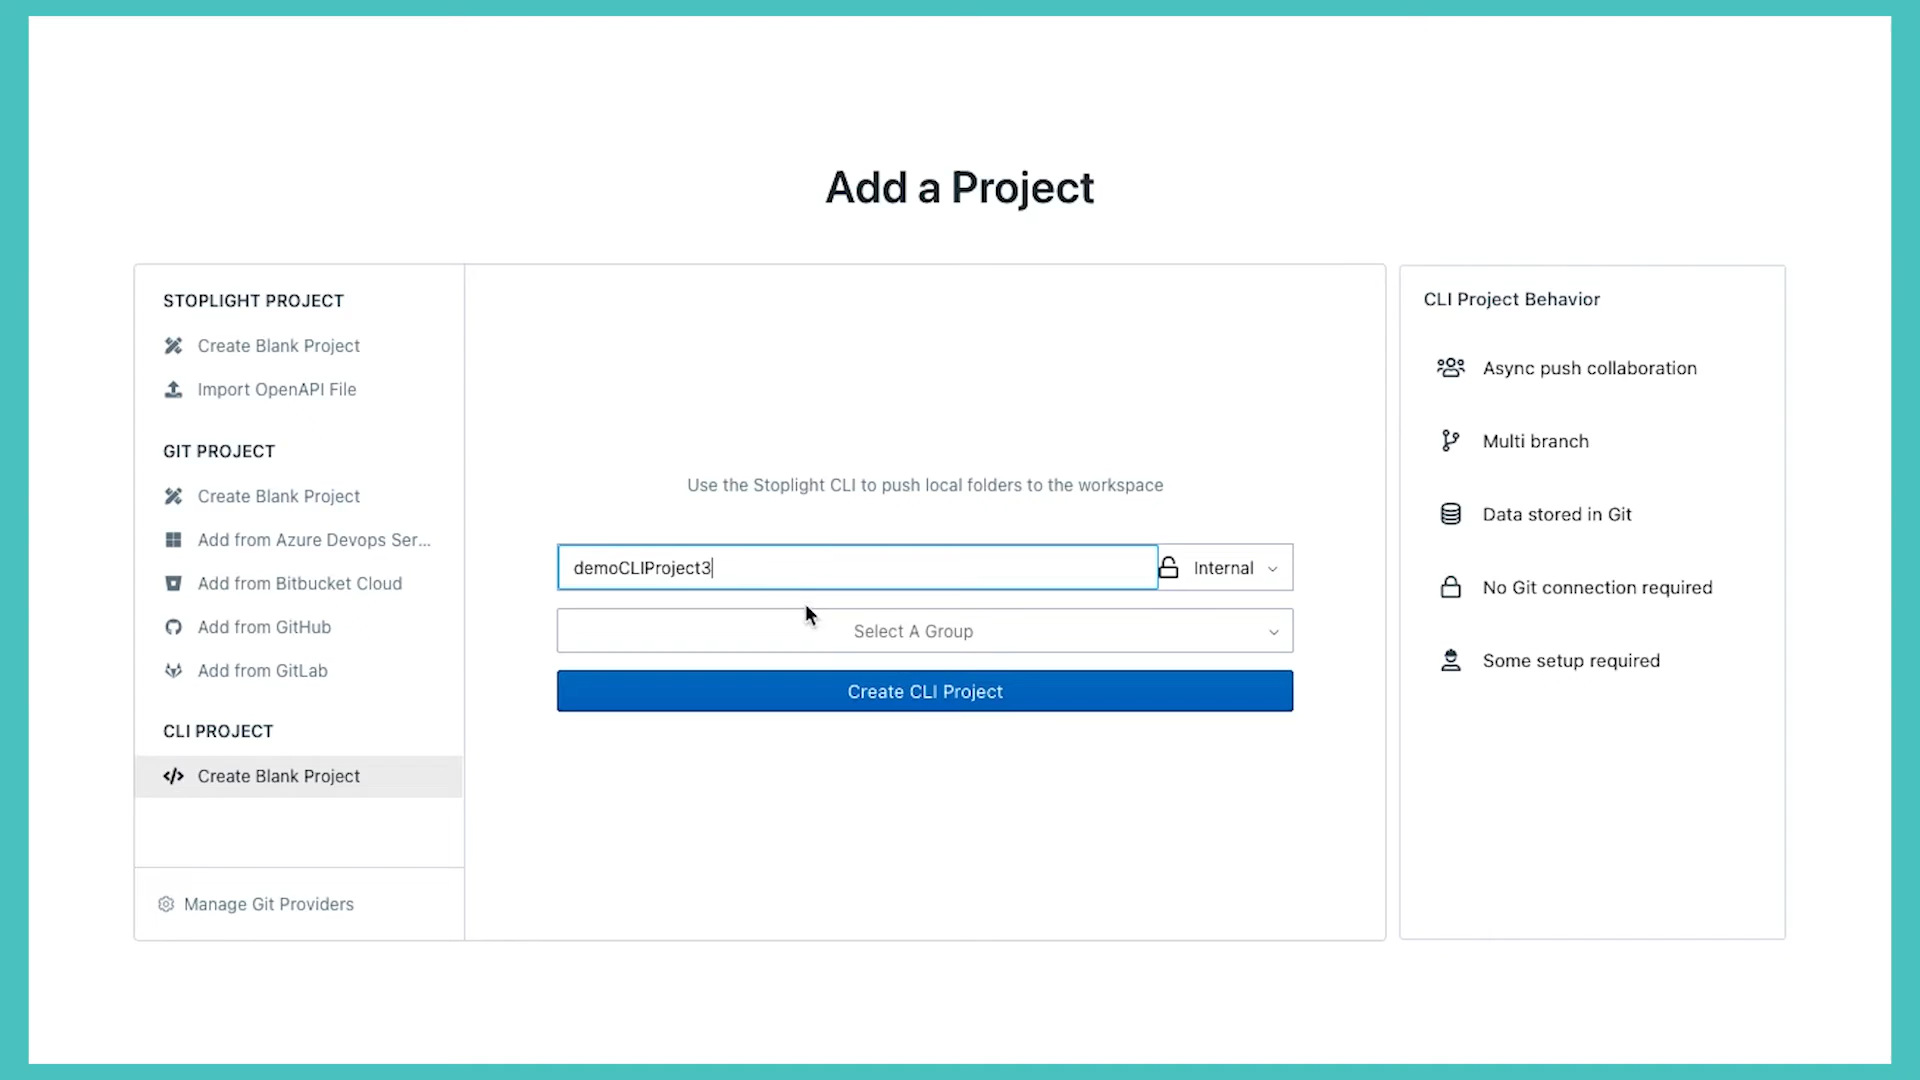 Add a Project
STOPLIGHT PROJECT
Create Blank Project
Import OpenAPI File
GIT PROJECT
Create Blank Project
Add from Azure Devops Ser...
Add from Bitbucket Cloud
Add from GitHub
Add from GitLab
CLI PROJECT
Create Blank Project
Manage Git Providers
Use the Stoplight CLI to push local folders to the workspace
demoCLIProject3
Internal
Select A Group
Create CLI Project
CLI Project Behavior
Async push collaboration
Multi branch
Data stored in Git
No Git connection required
Some setup required